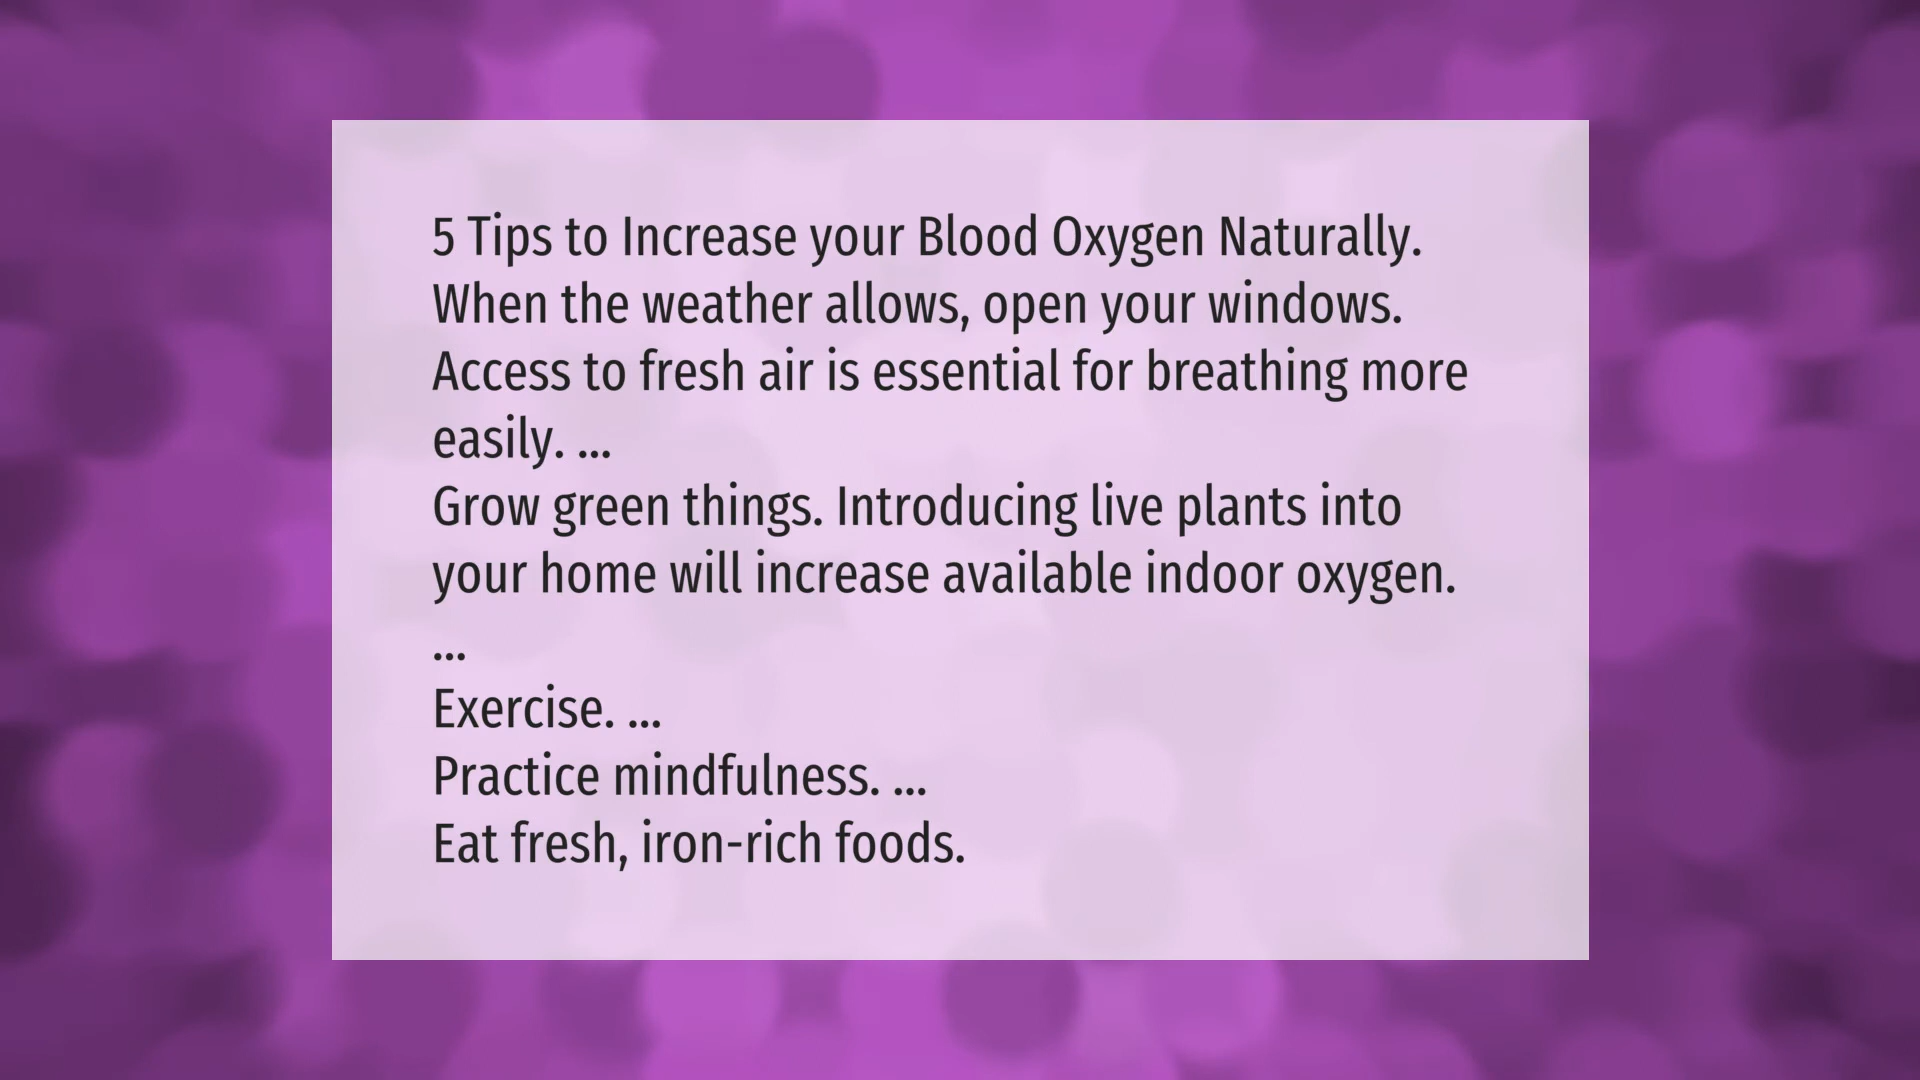 5 Tips to Increase your Blood Oxygen Naturally.
When the weather allows, open your windows.
Access to fresh air is essential for breathing more
easily. ...
Grow green things. Introducing live plants into
your home will increase available indoor oxygen.
...
Exercise. ...
Practice mindfulness. ...
Eat fresh, iron-rich foods.